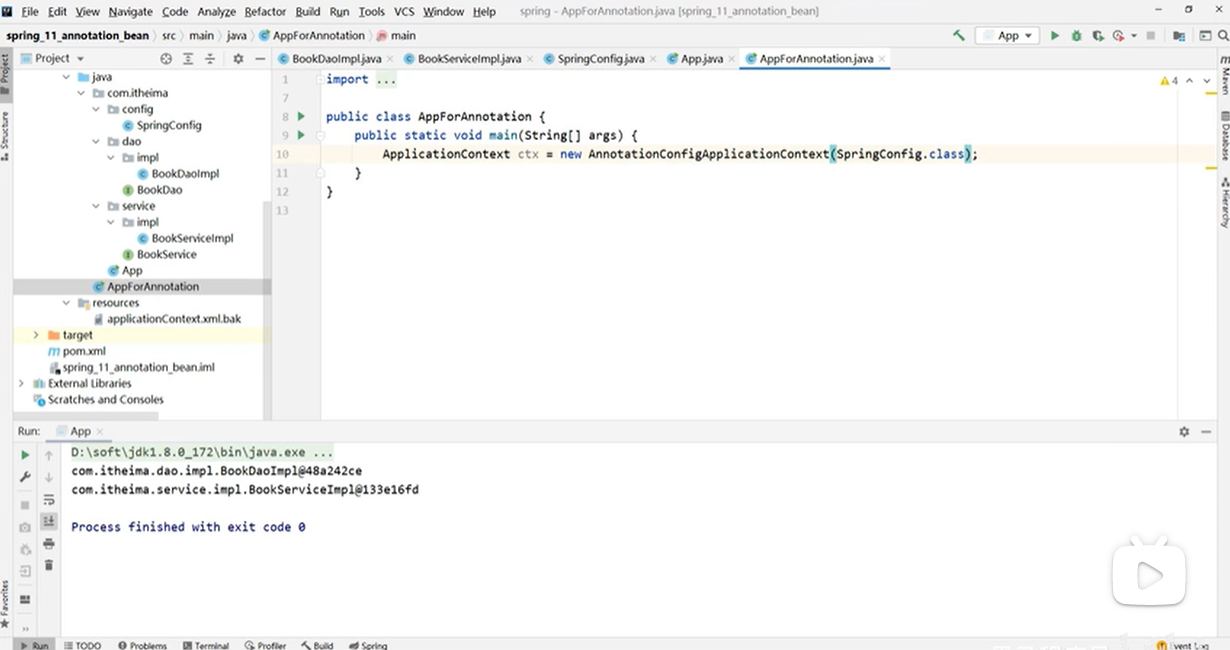 File Edit View Navigate Code Analyze Refactor Build Run Tools VCS Window Help spring - AppForAnnotation.java [spring_11_annotation_bean]
spring_11_annotation_bean src main java AppForAnnotation main App
Project BookDaoImpl.java BookServiceImpl.java SpringConfig.java App.java AppForAnnotation.java
Project
Structure
java
com.itheima
config
SpringConfig
dao
impl
BookDaoImpl
BookDao
service
impl
BookServiceImpl
BookService
App
AppForAnnotation
resources
applicationContext.xml.bak
target
pom.xml
spring_11_annotation_bean.iml
External Libraries
Scratches and Consoles
1 import ...
7
8 public class AppForAnnotation {
9 public static void main(String[] args) {
10 ApplicationContext ctx = new AnnotationConfigApplicationContext(SpringConfig.class);
11 }
12 }
13
4
Maven
Database
Hierarchy
Run: App
D:\soft\jdk1.8.0_172\bin\java.exe ...
com.itheima.dao.impl.BookDaoImpl@48a242ce
com.itheima.service.impl.BookServiceImpl@133e16fd
Process finished with exit code 0
Favorites
Run TODO Problems Terminal Profiler Build Spring Event Log